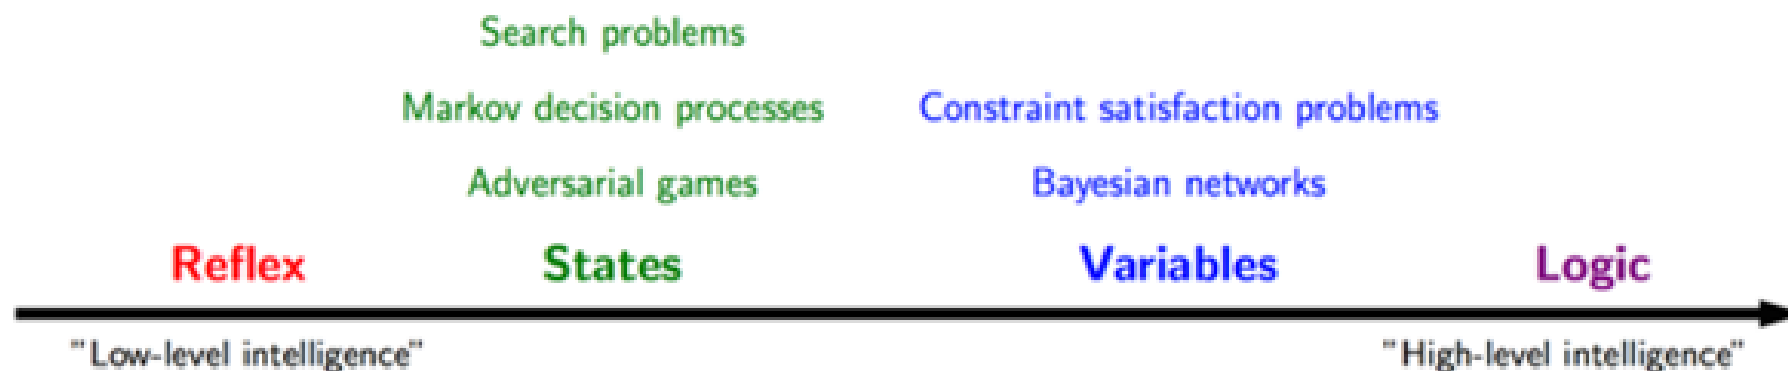 Search problems
Markov decision processes Constraint satisfaction problems
Adversarial games Bayesian networks
Reflex States Variables Logic
"Low-level intelligence" "High-level intelligence"